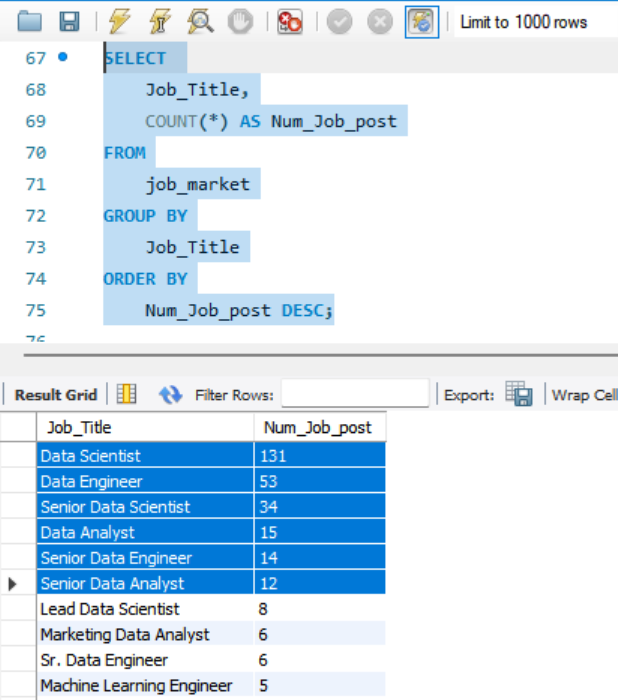 Limit to 1000 rows
67 SELECT
68 Job_Title,
69 COUNT(*) AS Num_Job_post
70 FROM
71 job_market
72 GROUP BY
73 Job_Title
74 ORDER BY
75 Num_Job_post DESC;
76
Result Grid Filter Rows: Export: Wrap Cell
Job_Title Num_Job_post
Data Scientist 131
Data Engineer 53
Senior Data Scientist 34
Data Analyst 15
Senior Data Engineer 14
Senior Data Analyst 12
Lead Data Scientist 8
Marketing Data Analyst 6
Sr. Data Engineer 6
Machine Learning Engineer 5